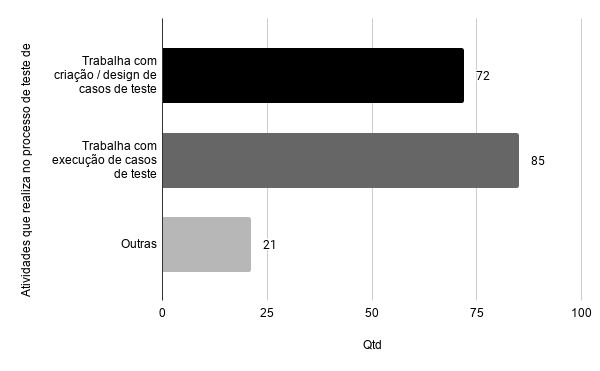 Atividades que realiza no processo de teste de
Trabalha com
criação / design de
casos de teste
72
Trabalha com
execução de casos
de teste
85
Outras
21
0
25
50
75
100
Qtd